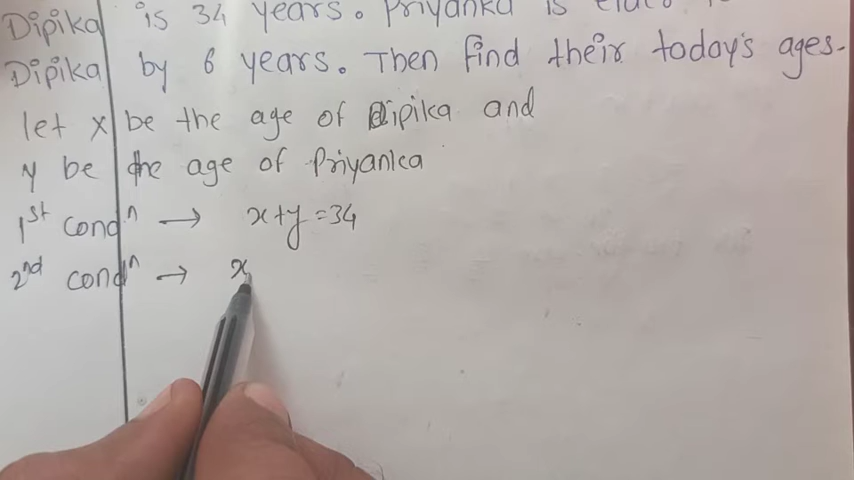 Dipika is 34 years. Priyanka is
Dipika by 6 years. Then find their today's ages.
let x be the age of Dipika and
y be the age of Priyanka
1st condn → x+y=34
2nd condn → x